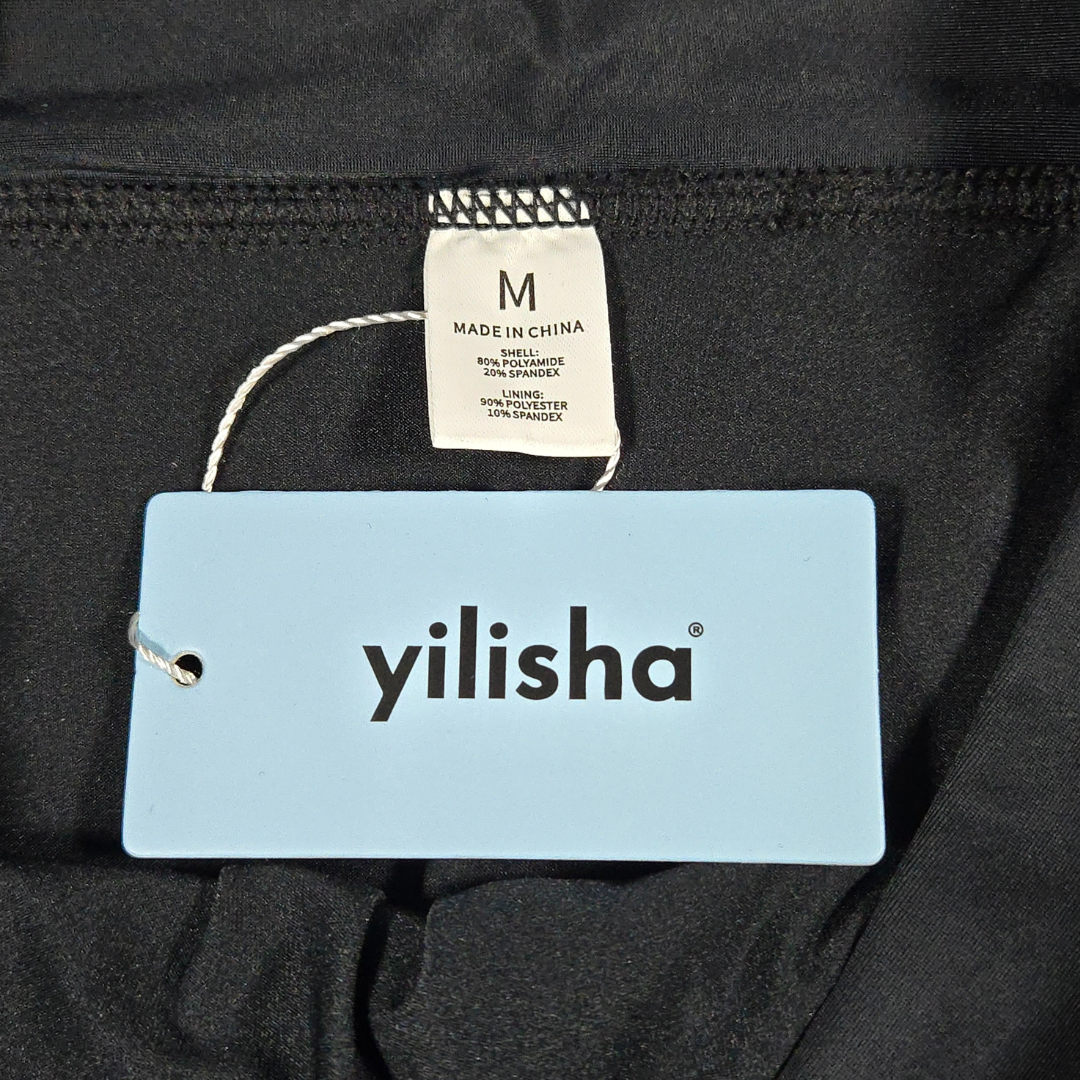 M
MADE IN CHINA
SHELL:
80% POLYAMIDE
20% SPANDEX
LINING:
90% POLYESTER
10% SPANDEX
yilisha®